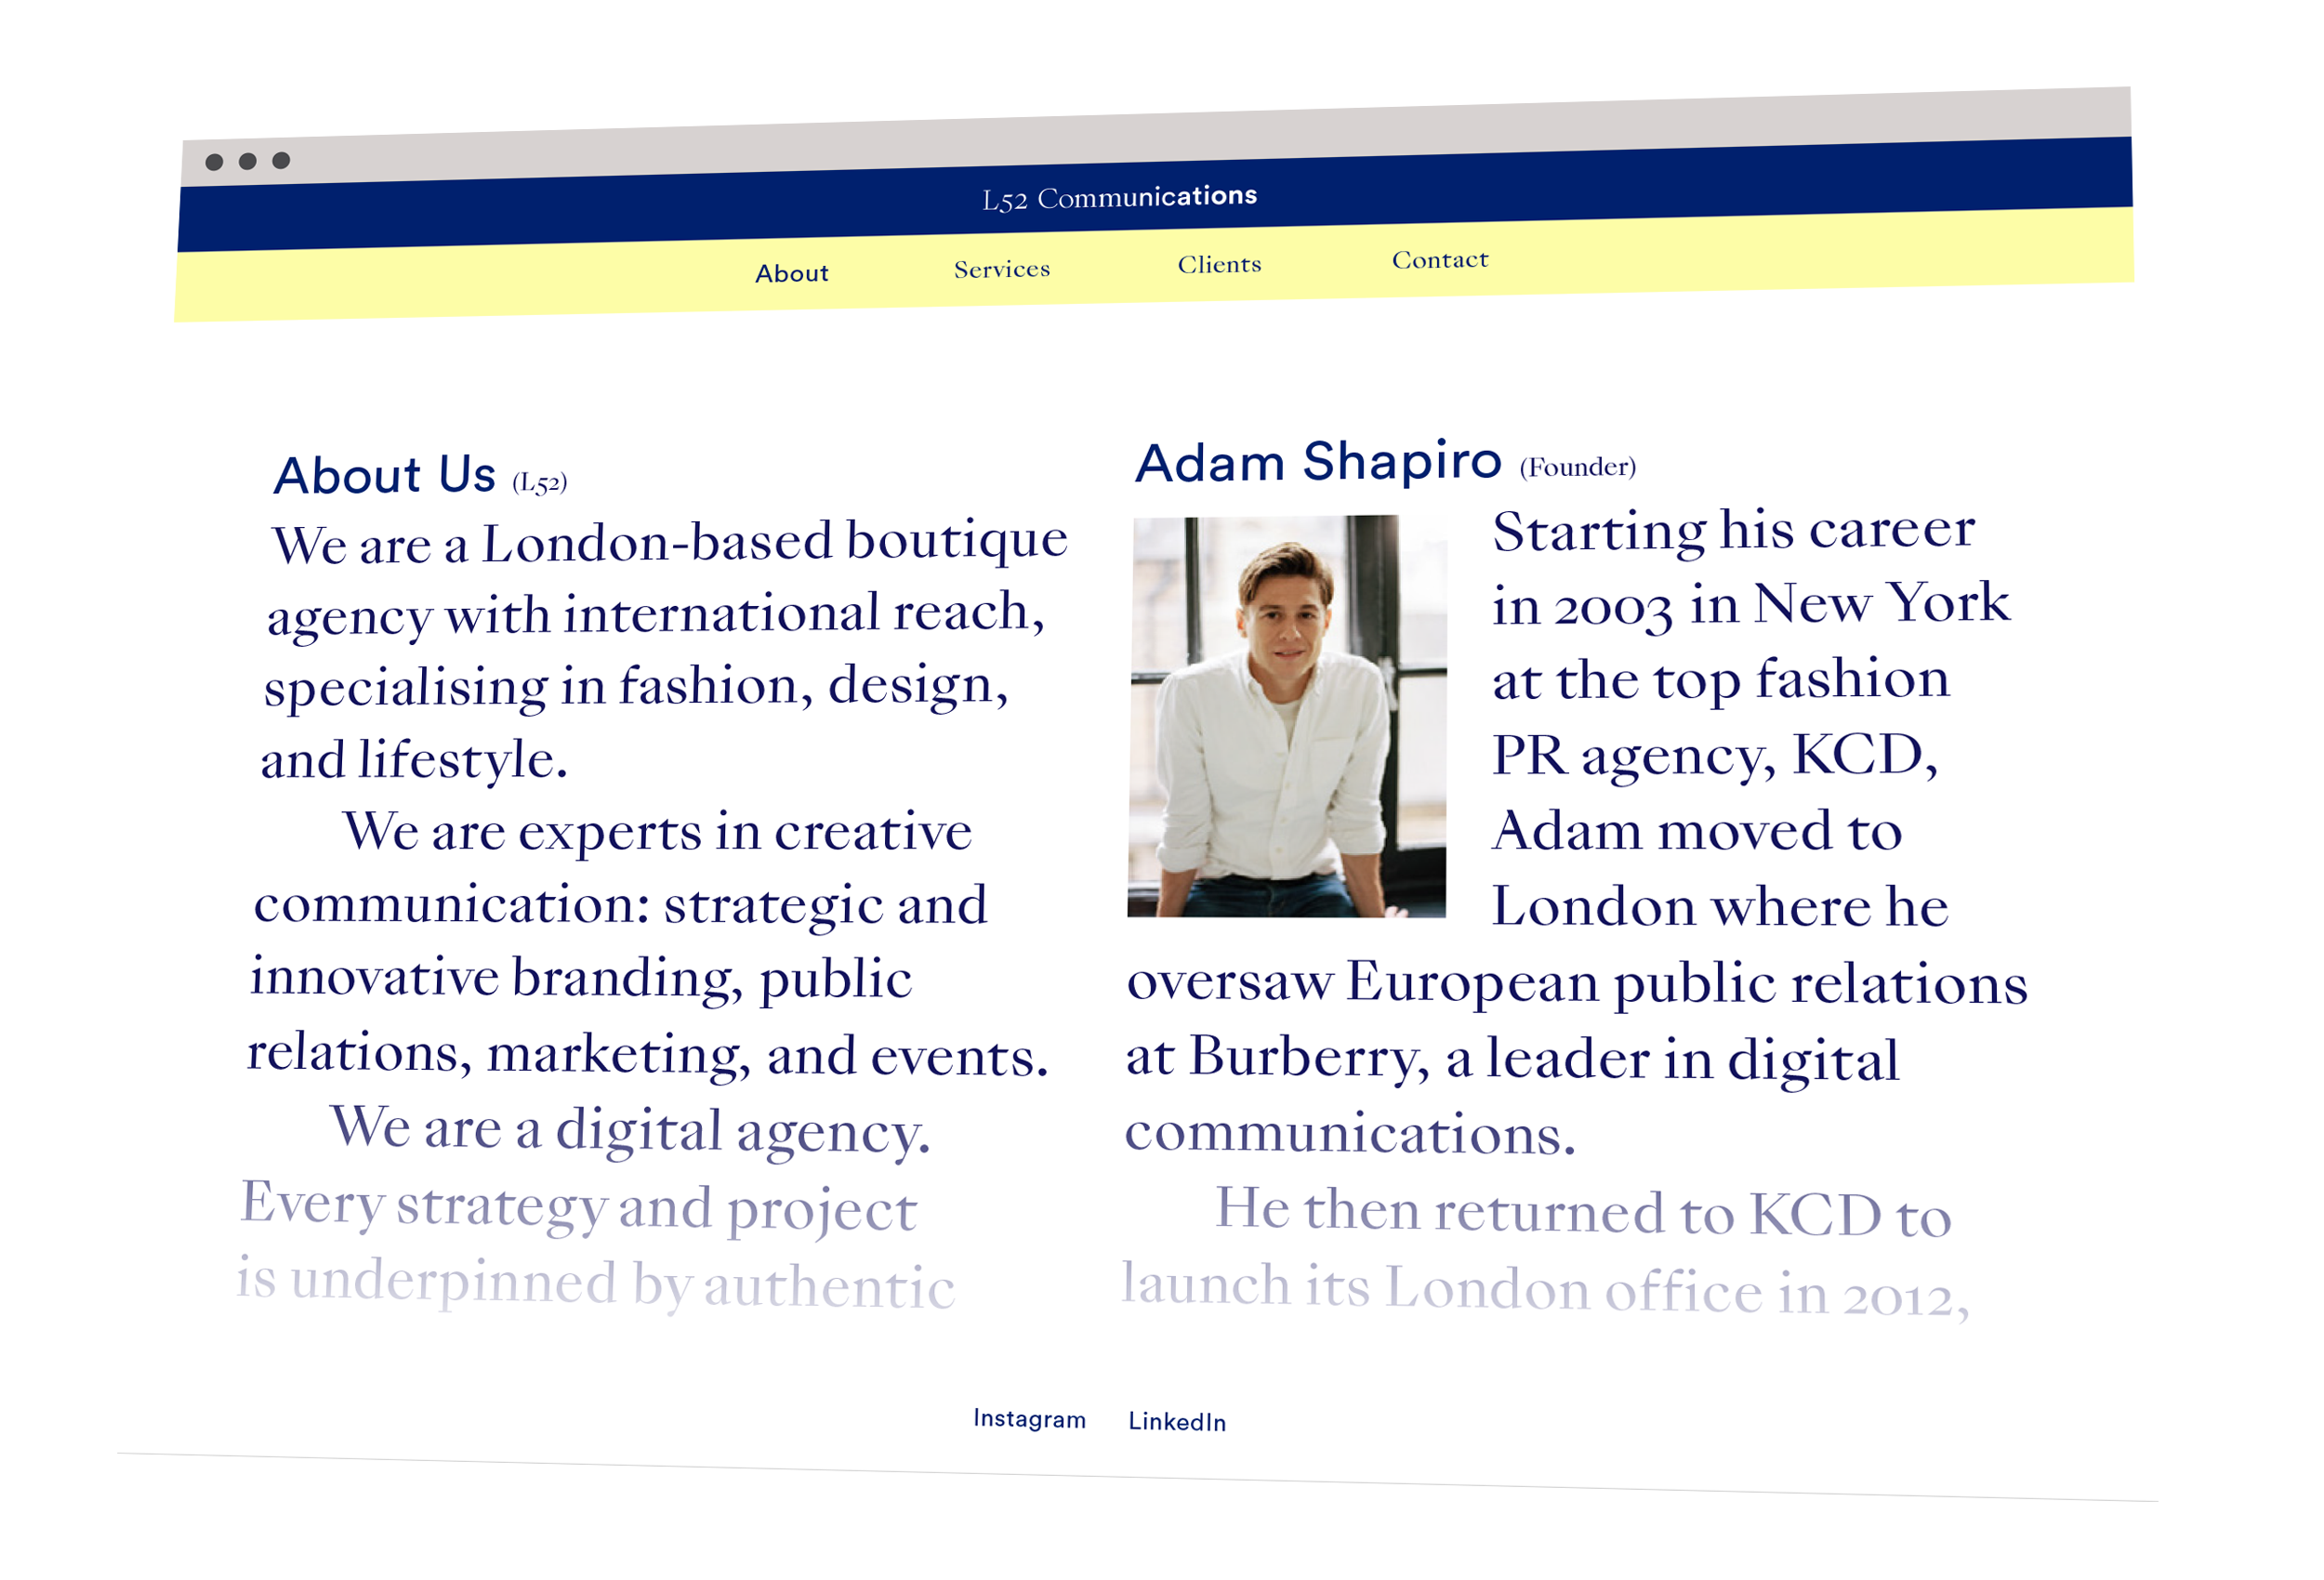 L52 Communications
About Services Clients Contact
About Us (L52)
We are a London-based boutique
agency with international reach,
specialising in fashion, design,
and lifestyle.
We are experts in creative
communication: strategic and
innovative branding, public
relations, marketing, and events.
We are a digital agency.
Every strategy and project
is underpinned by authentic
Adam Shapiro (Founder)
Starting his career
in 2003 in New York
at the top fashion
PR agency, KCD,
Adam moved to
London where he
oversaw European public relations
at Burberry, a leader in digital
communications.
He then returned to KCD to
launch its London office in 2012,
Instagram LinkedIn